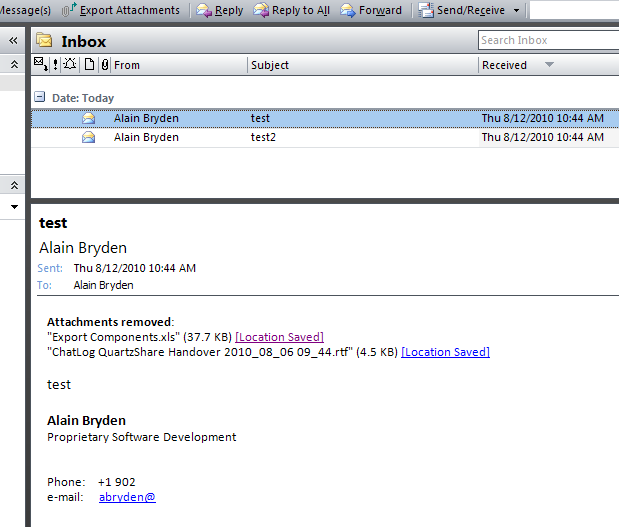 Message(s) Export Attachments Reply Reply to All Forward Send/Receive
Inbox
Search Inbox
From Subject Received
Date: Today
Alain Bryden test Thu 8/12/2010 10:44 AM
Alain Bryden test2 Thu 8/12/2010 10:44 AM
test
Alain Bryden
Sent: Thu 8/12/2010 10:44 AM
To: Alain Bryden
Attachments removed:
"Export Components.xls" (37.7 KB) [Location Saved]
"ChatLog QuartzShare Handover 2010_08_06 09_44.rtf" (4.5 KB) [Location Saved]
test
Alain Bryden
Proprietary Software Development
Phone: +1 902
e-mail: abryden@